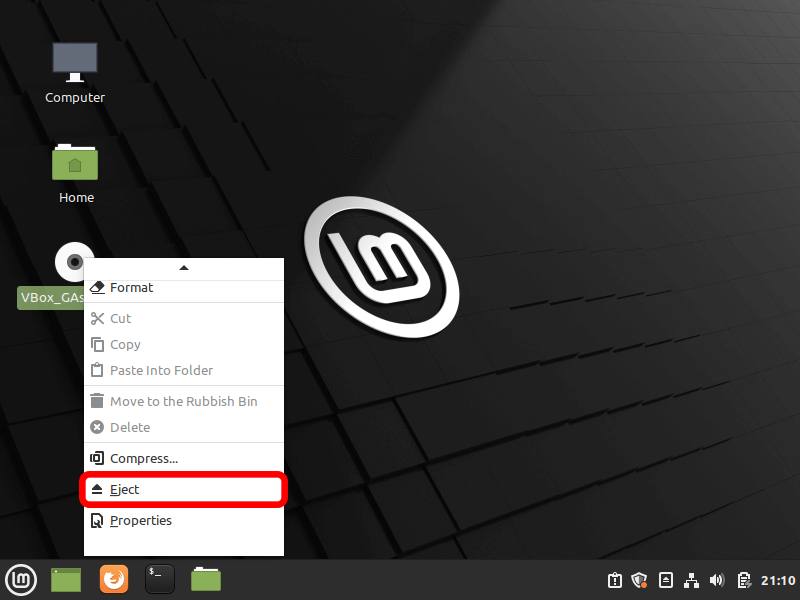 Computer
Home
VBox_GAs
Format
Cut
Copy
Paste Into Folder
Move to the Rubbish Bin
Delete
Compress...
Eject
Properties
$_
21:10